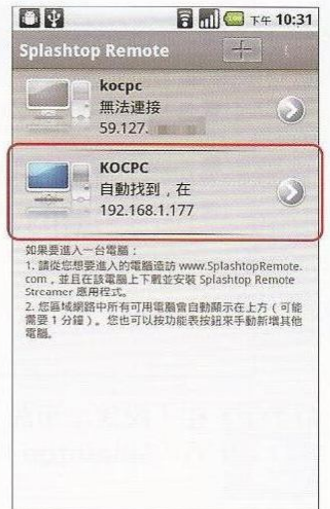 下午 10:31
Splashtop Remote
kocpc
無法連接
59.127.
KOCPC
自動找到，在
192.168.1.177
如果要進入一台電腦：
1. 請從您想要進入的電腦造訪 www.SplashtopRemote.
com，並且在該電腦上下載並安裝 Splashtop Remote
Streamer 應用程式。
2. 您區域網路中所有可用電腦會自動顯示在上方（可能
需要 1 分鐘）。您也可以按功能表按鈕來手動新增其他
電腦。